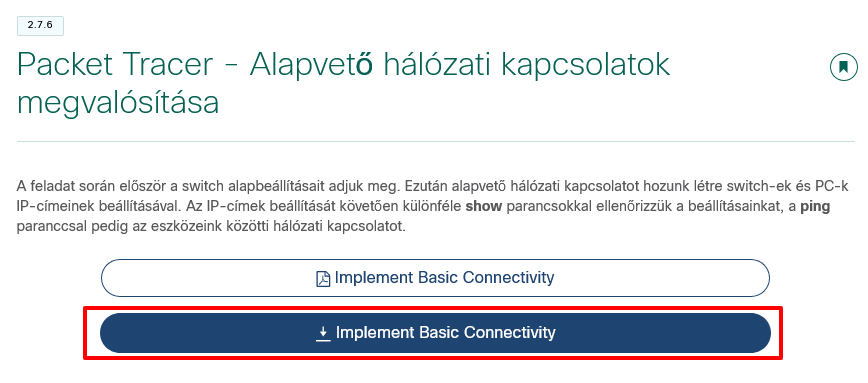 2.7.6
Packet Tracer - Alapvető hálózati kapcsolatok
megvalósítása
A feladat során először a switch alapbeállításait adjuk meg. Ezután alapvető hálózati kapcsolatot hozunk létre switch-ek és PC-k
IP-címeinek beállításával. Az IP-címek beállítását követően különféle show parancsokkal ellenőrizzük a beállításainkat, a ping
paranccsal pedig az eszközeink közötti hálózati kapcsolatot.
Implement Basic Connectivity
Implement Basic Connectivity